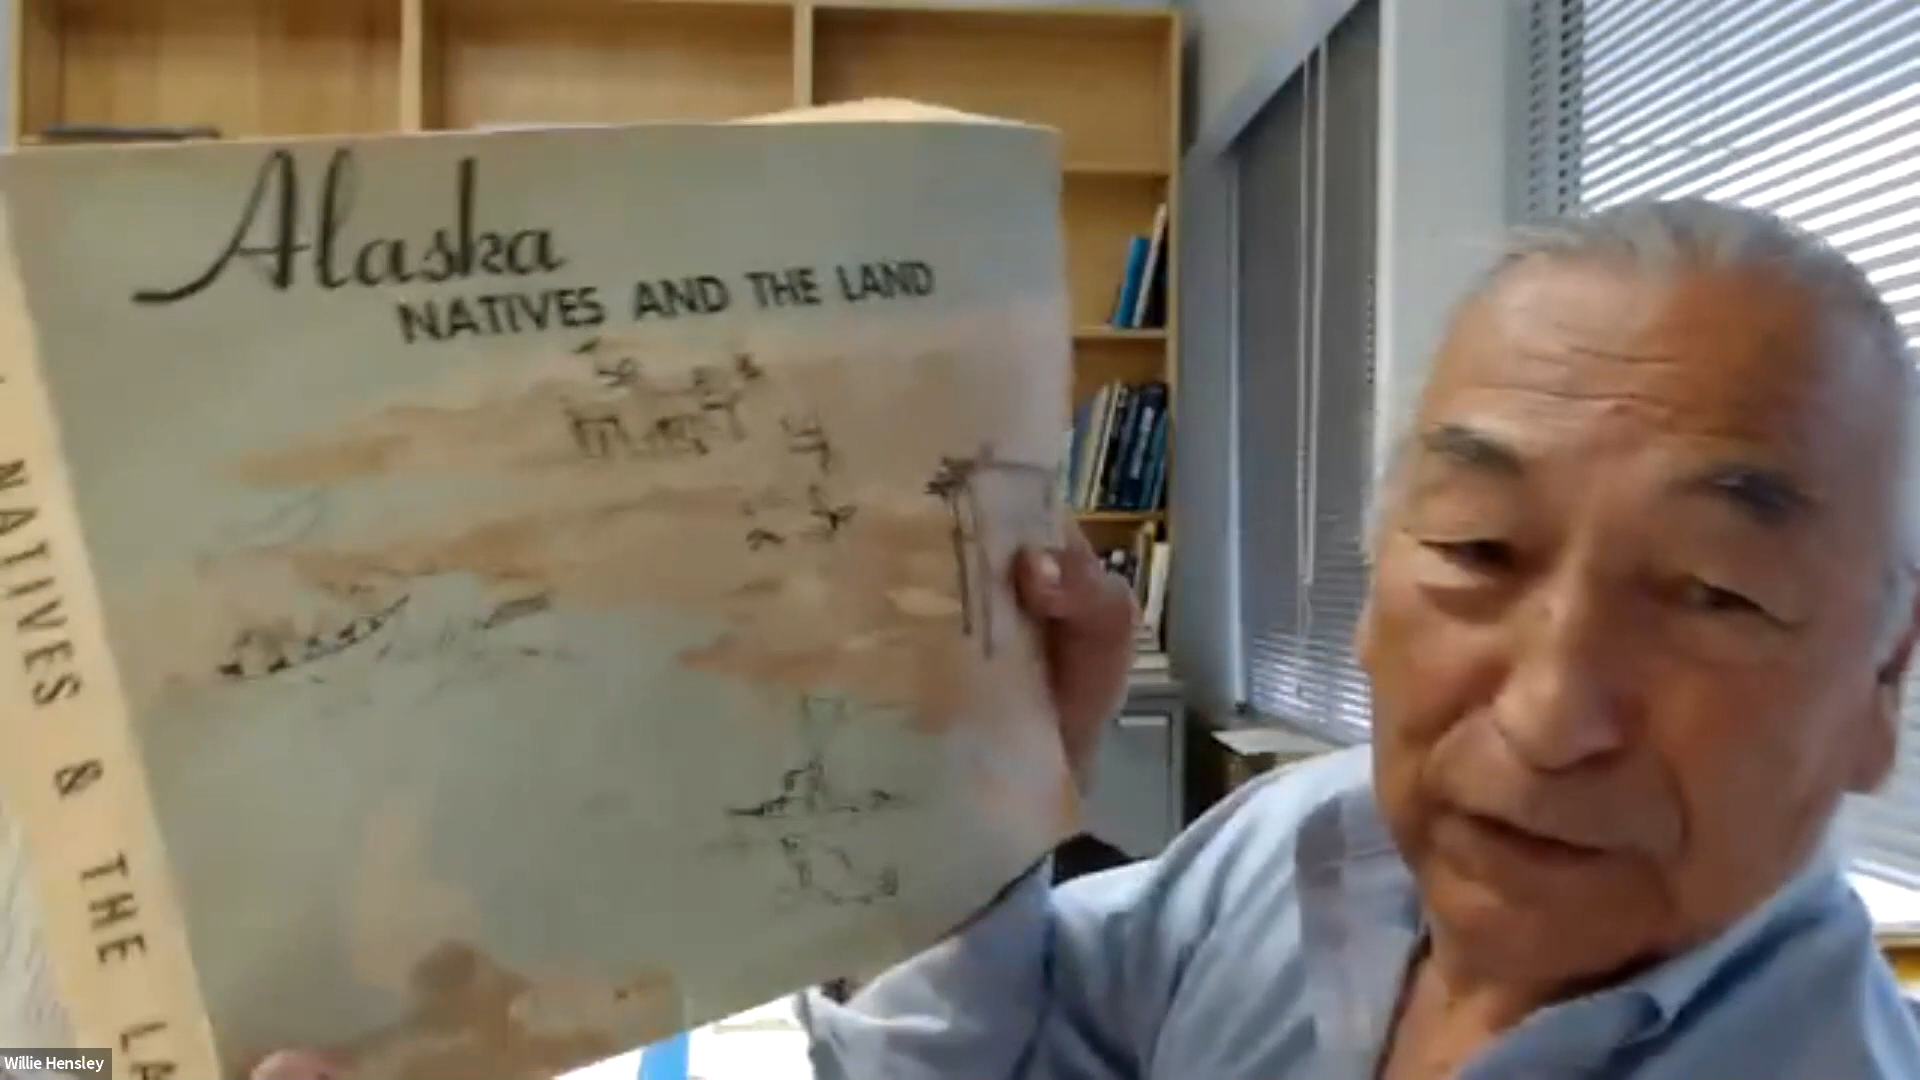 Alaska
NATIVES AND THE LAND
NATIVES & THE LA
Willie Hensley